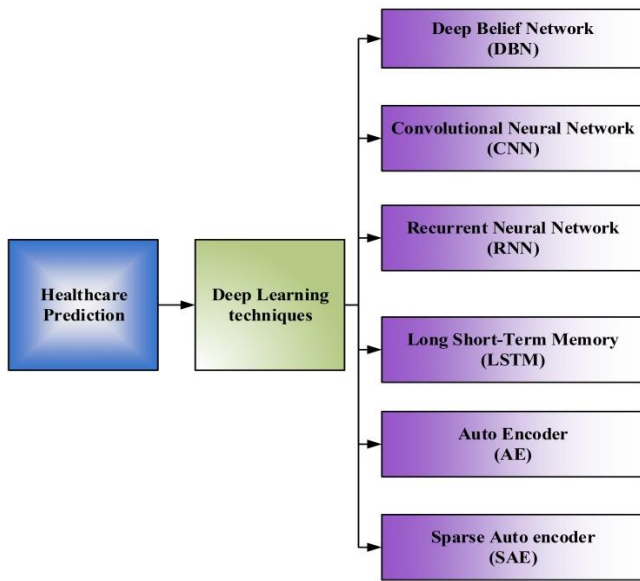 Healthcare
Prediction
Deep Learning
techniques
Deep Belief Network
(DBN)
Convolutional Neural Network
(CNN)
Recurrent Neural Network
(RNN)
Long Short-Term Memory
(LSTM)
Auto Encoder
(AE)
Sparse Auto encoder
(SAE)